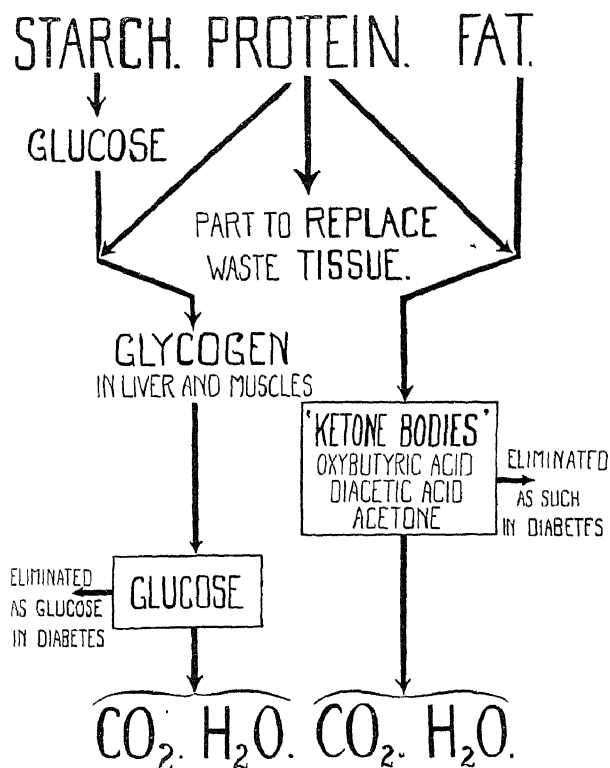 STARCH. PROTEIN. FAT.
GLUCOSE
PART TO REPLACE
WASTE TISSUE.
GLYCOGEN
IN LIVER AND MUSCLES
'KETONE BODIES'
OXYBUTYRIC ACID
DIACETIC ACID
ACETONE
ELIMINATED
AS SUCH
IN DIABETES
GLUCOSE
ELIMINATED
AS GLUCOSE
IN DIABETES
CO₂. H₂O. CO₂. H₂O.